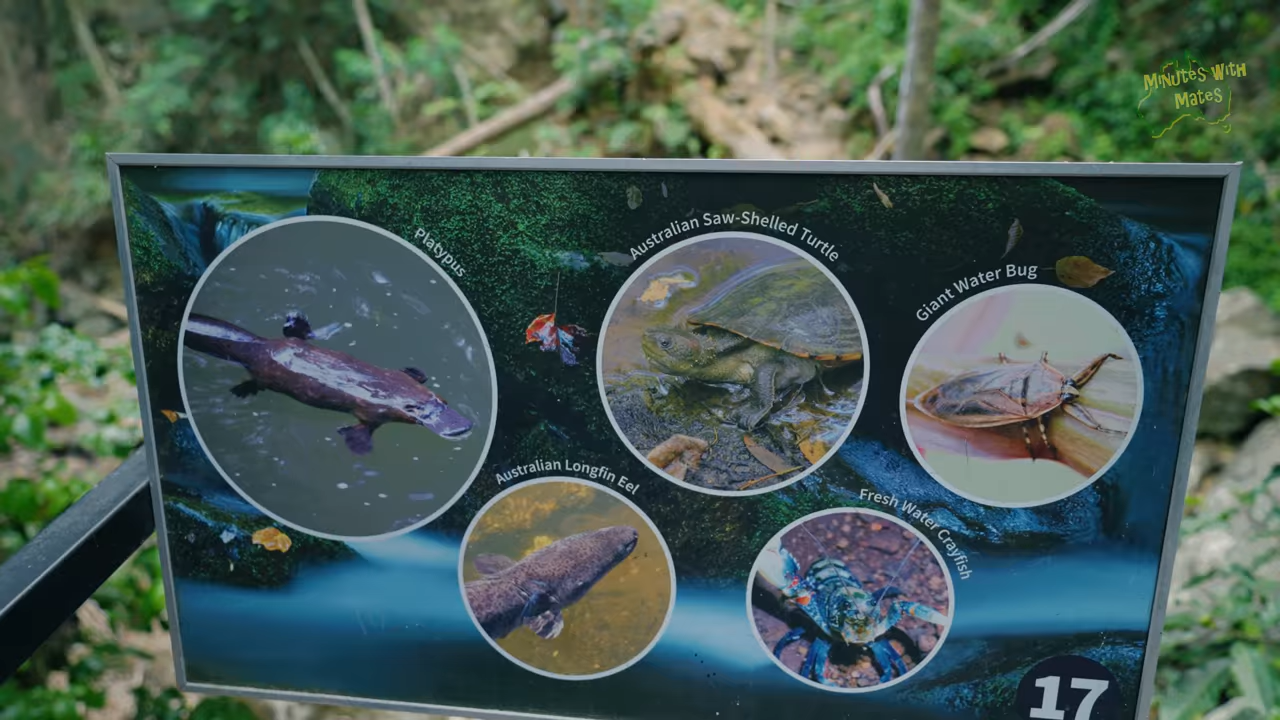 Minutes With
Mates
Platypus
Australian Saw-Shelled Turtle
Giant Water Bug
Australian Longfin Eel
Fresh Water Crayfish
17